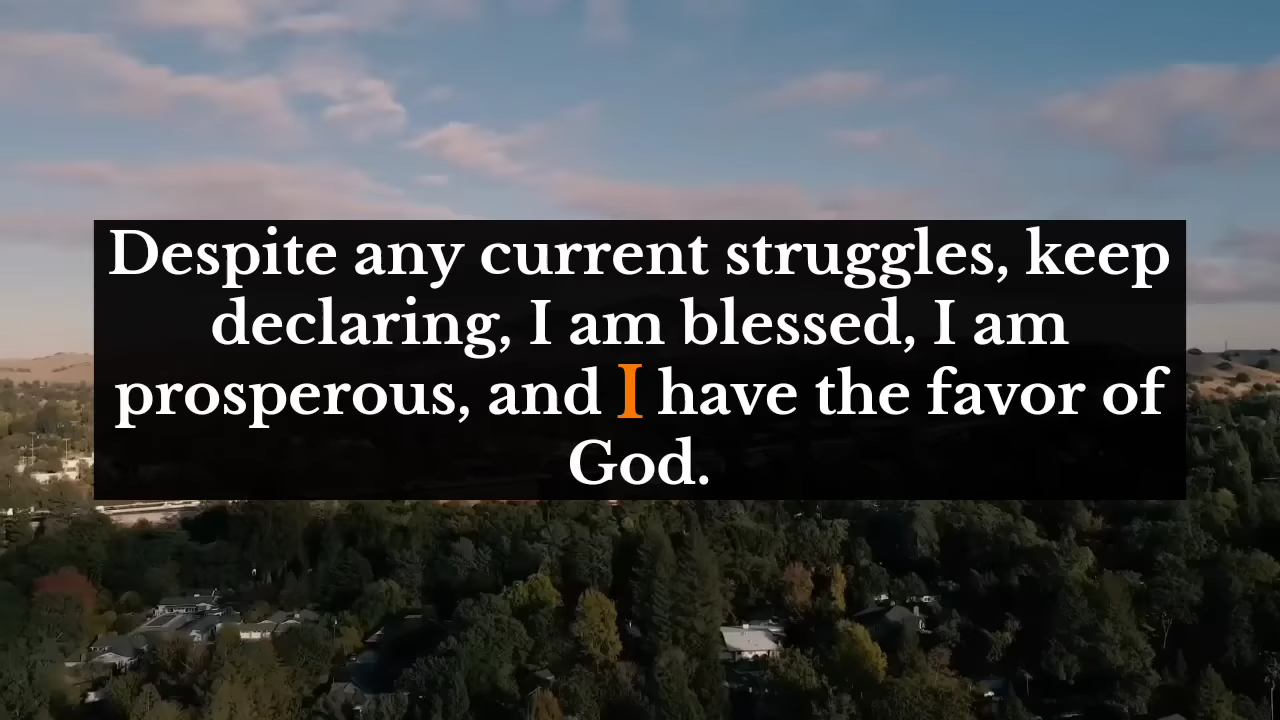 Despite any current struggles, keep
declaring, I am blessed, I am
prosperous, and I have the favor of
God.